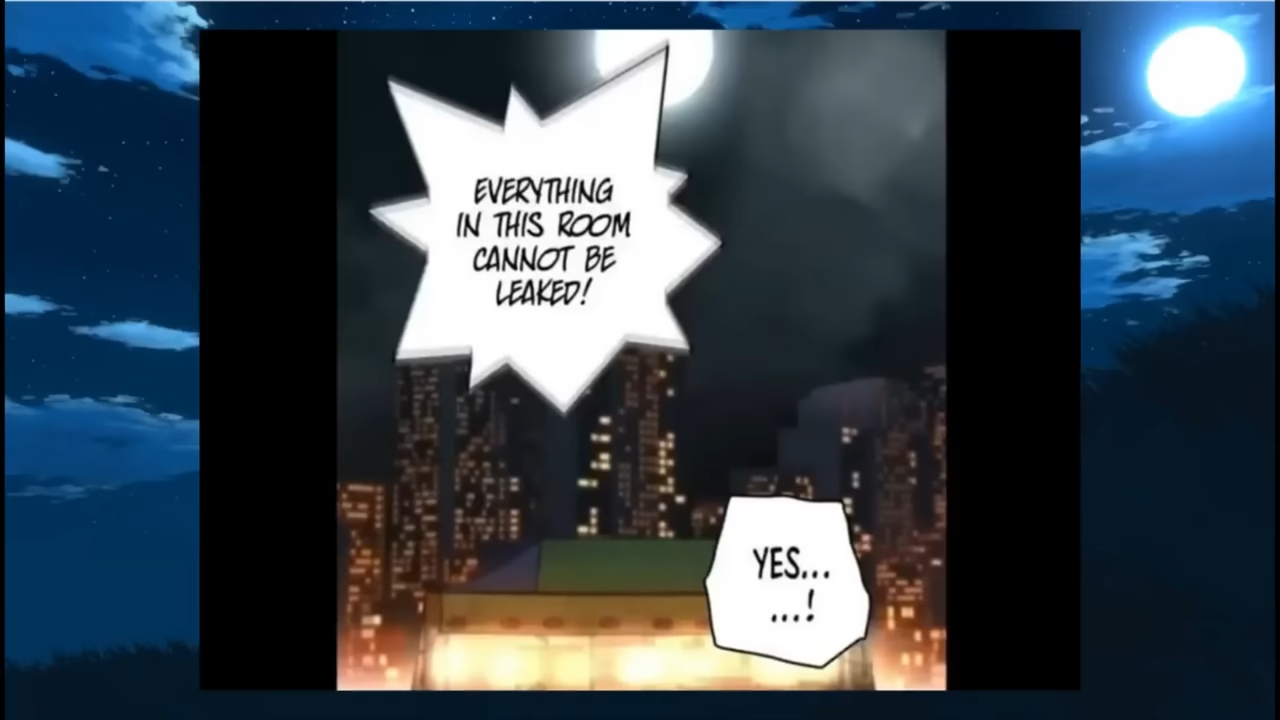 EVERYTHING
IN THIS ROOM
CANNOT BE
LEAKED!
YES...
...!